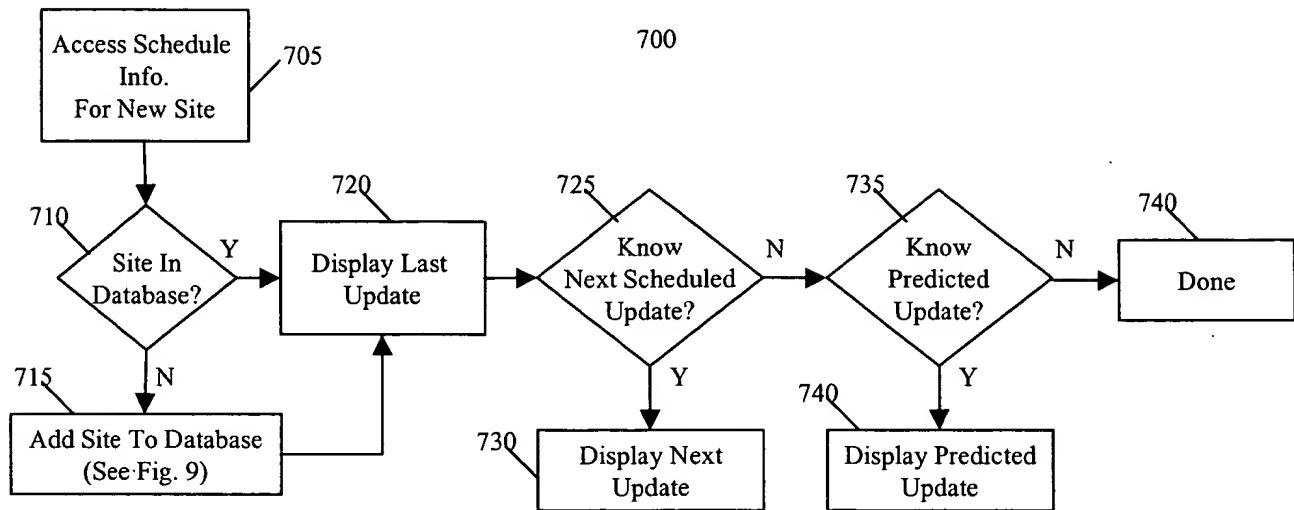 Access Schedule
Info.
For New Site
705
700
710
Site In
Database?
Y
N
715
Add Site To Database
(See Fig. 9)
720
Display Last
Update
725
Know
Next Scheduled
Update?
N
Y
730
Display Next
Update
735
Know
Predicted
Update?
N
Y
740
Display Predicted
Update
740
Done